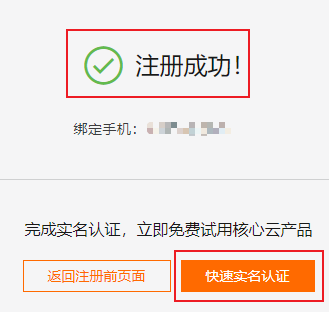 注册成功！
绑定手机：
完成实名认证，立即免费试用核心云产品
返回注册前页面
快速实名认证